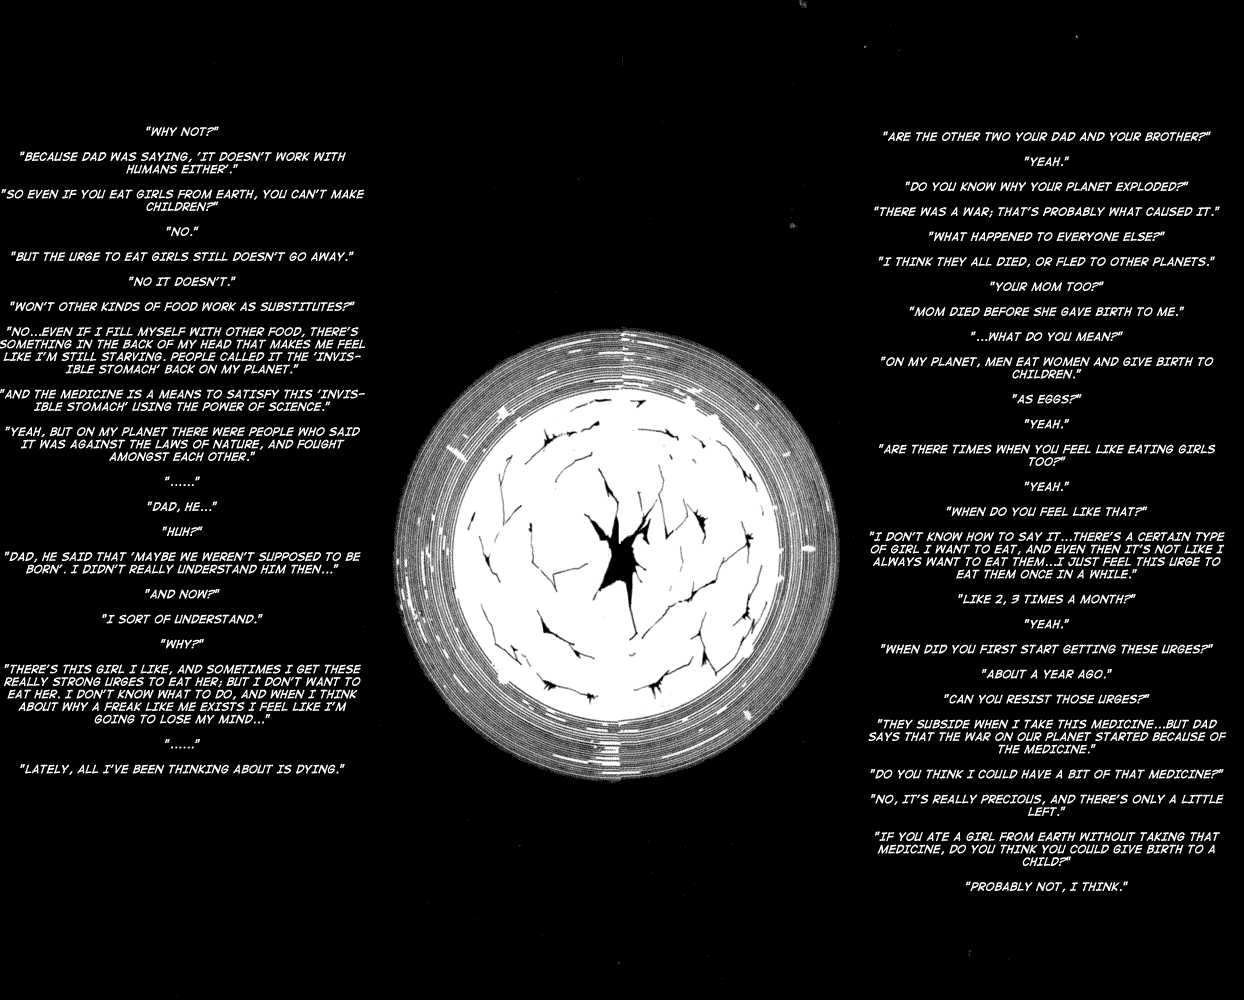 "ARE THE OTHER TWO YOUR DAD AND YOUR BROTHER?"
"YEAH."
"DO YOU KNOW WHY YOUR PLANET EXPLODED?"
"THERE WAS A WAR; THAT'S PROBABLY WHAT CAUSED IT."
"WHAT HAPPENED TO EVERYONE ELSE?"
"I THINK THEY ALL DIED, OR FLED TO OTHER PLANETS."
"YOUR MOM TOO?"
"MOM DIED BEFORE SHE GAVE BIRTH TO ME."
"...WHAT DO YOU MEAN?"
"ON MY PLANET, MEN EAT WOMEN AND GIVE BIRTH TO
CHILDREN."
"AS EGGS?"
"YEAH."
"ARE THERE TIMES WHEN YOU FEEL LIKE EATING GIRLS
TOO?"
"YEAH."
"WHEN DO YOU FEEL LIKE THAT?"
"I DON'T KNOW HOW TO SAY IT...THERE'S A CERTAIN TYPE
OF GIRL I WANT TO EAT, AND EVEN THEN IT'S NOT LIKE I
ALWAYS WANT TO EAT THEM...I JUST FEEL THIS URGE TO
EAT THEM ONCE IN A WHILE."
"LIKE 2, 3 TIMES A MONTH?"
"YEAH."
"WHEN DID YOU FIRST START GETTING THESE URGES?"
"ABOUT A YEAR AGO."
"CAN YOU RESIST THOSE URGES?"
"THEY SUBSIDE WHEN I TAKE THIS MEDICINE...BUT DAD
SAYS THAT THE WAR ON OUR PLANET STARTED BECAUSE OF
THE MEDICINE."
"DO YOU THINK I COULD HAVE A BIT OF THAT MEDICINE?"
"NO, IT'S REALLY PRECIOUS, AND THERE'S ONLY A LITTLE
LEFT."
"IF YOU ATE A GIRL FROM EARTH WITHOUT TAKING THAT
MEDICINE, DO YOU THINK YOU COULD GIVE BIRTH TO A
CHILD?"
"PROBABLY NOT, I THINK."
"WHY NOT?"
"BECAUSE DAD WAS SAYING, 'IT DOESN'T WORK WITH
HUMANS EITHER'."
"SO EVEN IF YOU EAT GIRLS FROM EARTH, YOU CAN'T MAKE
CHILDREN?"
"NO."
"BUT THE URGE TO EAT GIRLS STILL DOESN'T GO AWAY."
"NO IT DOESN'T."
"WON'T OTHER KINDS OF FOOD WORK AS SUBSTITUTES?"
"NO...EVEN IF I FILL MYSELF WITH OTHER FOOD, THERE'S
SOMETHING IN THE BACK OF MY HEAD THAT MAKES ME FEEL
LIKE I'M STILL STARVING. PEOPLE CALLED IT THE 'INVIS-
IBLE STOMACH' BACK ON MY PLANET."
"AND THE MEDICINE IS A MEANS TO SATISFY THIS 'INVIS-
IBLE STOMACH' USING THE POWER OF SCIENCE."
"YEAH, BUT ON MY PLANET THERE WERE PEOPLE WHO SAID
IT WAS AGAINST THE LAWS OF NATURE, AND FOUGHT
AMONGST EACH OTHER."
"......"
"DAD, HE..."
"HUH?"
"DAD, HE SAID THAT 'MAYBE WE WEREN'T SUPPOSED TO BE
BORN'. I DIDN'T REALLY UNDERSTAND HIM THEN..."
"AND NOW?"
"I SORT OF UNDERSTAND."
"WHY?"
"THERE'S THIS GIRL I LIKE, AND SOMETIMES I GET THESE
REALLY STRONG URGES TO EAT HER; BUT I DON'T WANT TO
EAT HER. I DON'T KNOW WHAT TO DO, AND WHEN I THINK
ABOUT WHY A FREAK LIKE ME EXISTS I FEEL LIKE I'M
GOING TO LOSE MY MIND..."
"......"
"LATELY, ALL I'VE BEEN THINKING ABOUT IS DYING."